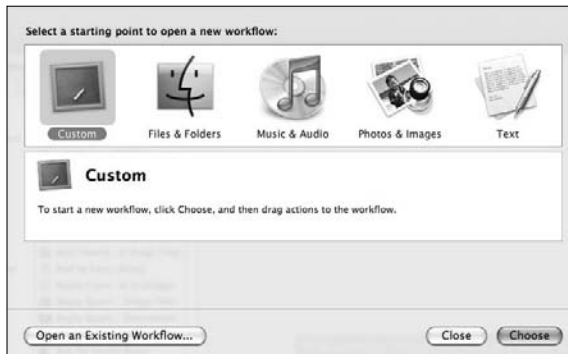 Select a starting point to open a new workflow:
Custom
Files & Folders
Music & Audio
Photos & Images
Text
Custom
To start a new workflow, click Choose, and then drag actions to the workflow.
Open an Existing Workflow...
Close
Choose